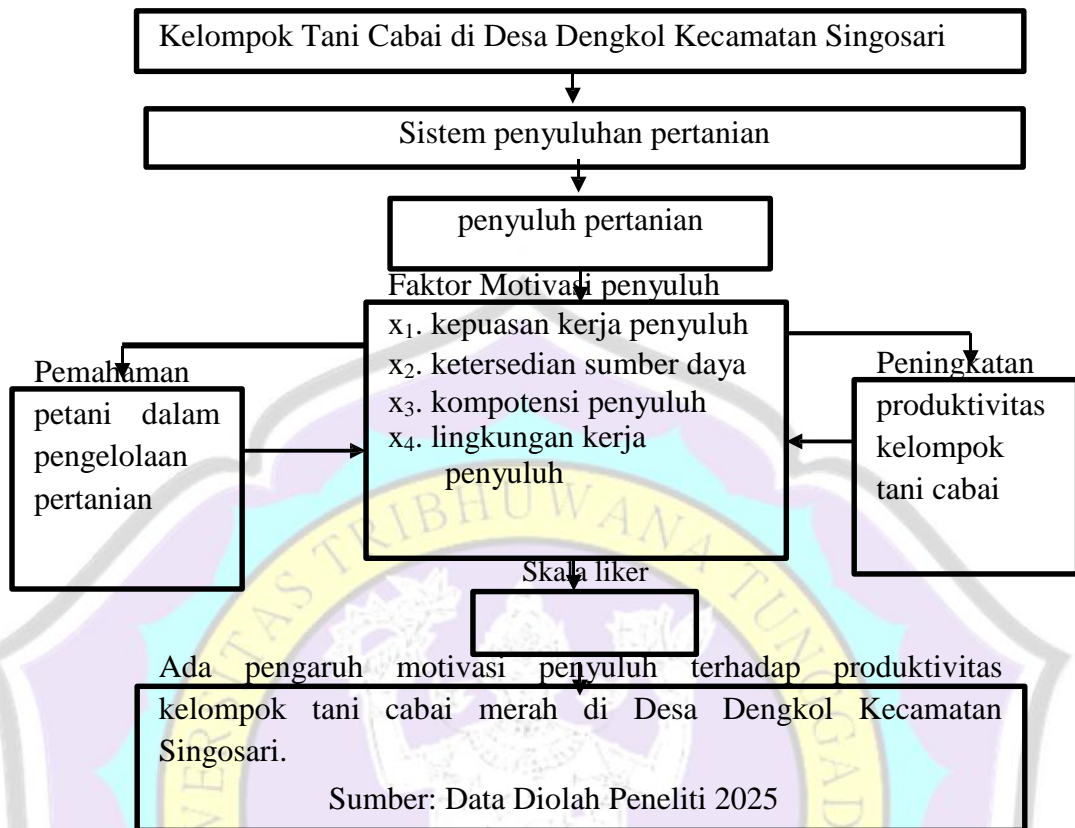 Kelompok Tani Cabai di Desa Dengkol Kecamatan Singosari
Sistem penyuluhan pertanian
penyuluh pertanian
Faktor Motivasi penyuluh
x₁. kepuasan kerja penyuluh
x₂. ketersedian sumber daya
x₃. kompotensi penyuluh
x₄. lingkungan kerja
penyuluh
Pemahaman
petani dalam
pengelolaan
pertanian
Peningkatan
produktivitas
kelompok
tani cabai
Skala liker
Ada pengaruh motivasi penyuluh terhadap produktivitas
kelompok tani cabai merah di Desa Dengkol Kecamatan
Singosari.
Sumber: Data Diolah Peneliti 2025
TRIBHUWANA